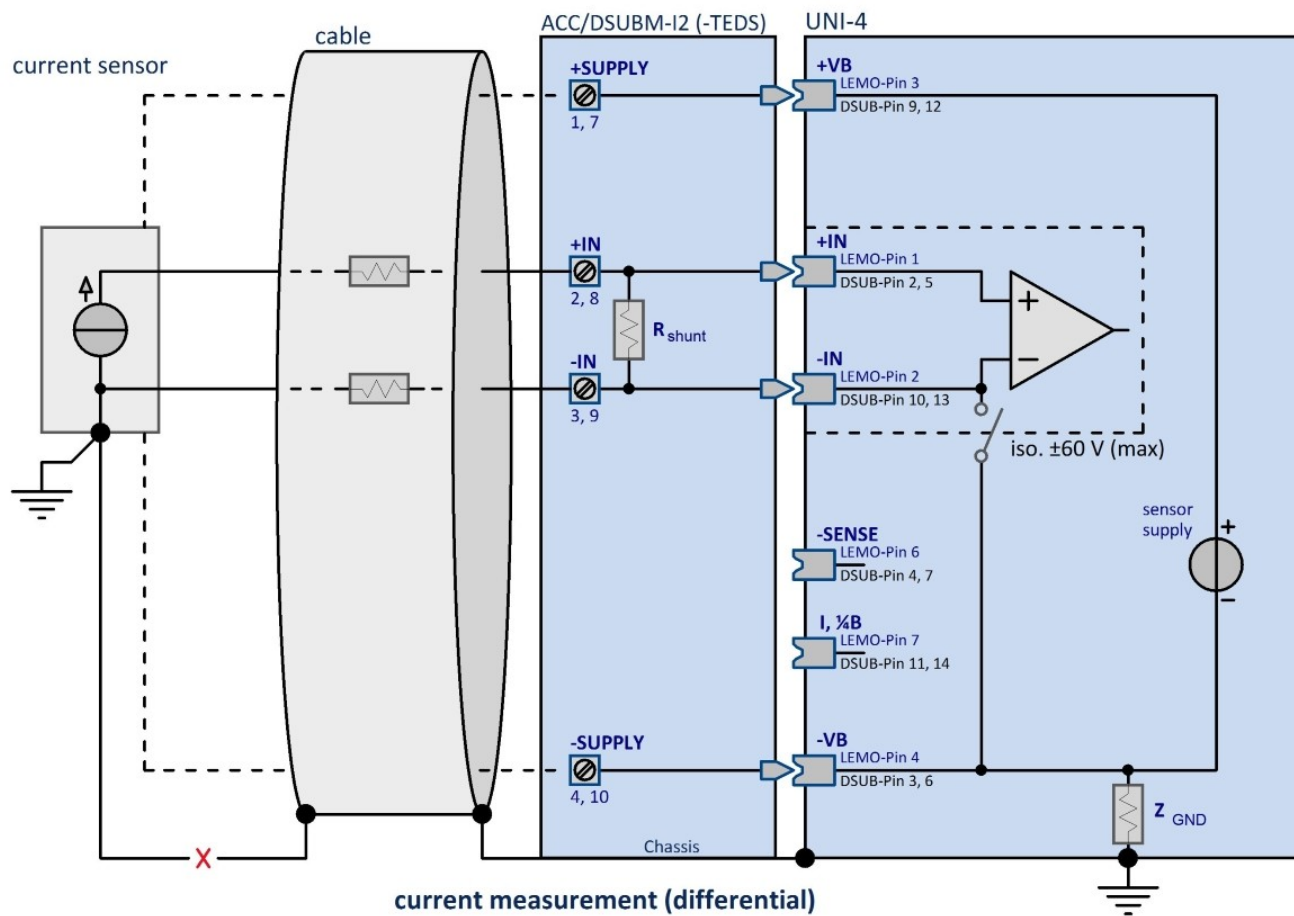 ACC/DSUBM-I2 (-TEDS)
UNI-4
cable
current sensor
+SUPPLY
1, 7
+VB
LEMO-Pin 3
DSUB-Pin 9, 12
+IN
2, 8
+IN
LEMO-Pin 1
DSUB-Pin 2, 5
+
R shunt
-IN
3, 9
-IN
LEMO-Pin 2
DSUB-Pin 10, 13
−
iso. ±60 V (max)
-SENSE
LEMO-Pin 6
DSUB-Pin 4, 7
sensor
supply
+
−
I, ¼B
LEMO-Pin 7
DSUB-Pin 11, 14
-SUPPLY
4, 10
-VB
LEMO-Pin 4
DSUB-Pin 3, 6
Z GND
Chassis
X
current measurement (differential)